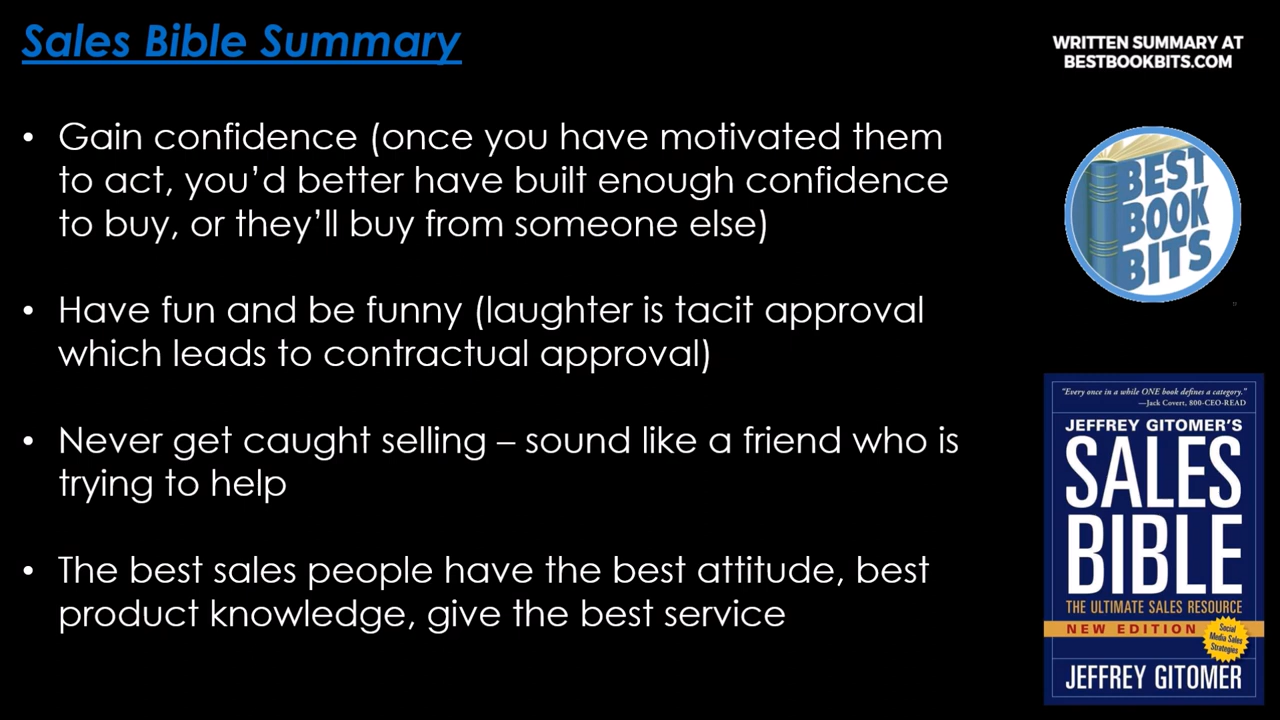 Sales Bible Summary
WRITTEN SUMMARY AT
BESTBOOKBITS.COM
• Gain confidence (once you have motivated them
to act, you’d better have built enough confidence
to buy, or they’ll buy from someone else)
• Have fun and be funny (laughter is tacit approval
which leads to contractual approval)
• Never get caught selling – sound like a friend who is
trying to help
• The best sales people have the best attitude, best
product knowledge, give the best service
BEST
BOOK
BITS
"Every once in a while ONE book defines a category."
—Jack Covert, 800-CEO-READ
JEFFREY GITOMER'S
SALES
BIBLE
THE ULTIMATE SALES RESOURCE
NEW EDITION
Social
Media Sales
Strategies
JEFFREY GITOMER